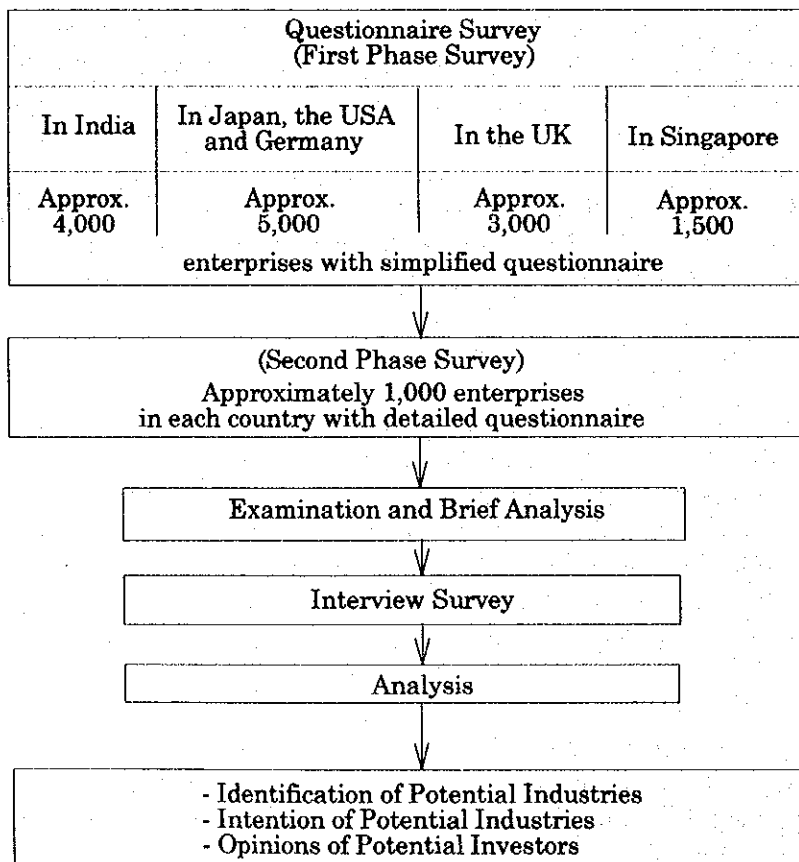 Questionnaire Survey
(First Phase Survey)
In India
In Japan, the USA
and Germany
In the UK
In Singapore
Approx.
4,000
Approx.
5,000
Approx.
3,000
Approx.
1,500
enterprises with simplified questionnaire
(Second Phase Survey)
Approximately 1,000 enterprises
in each country with detailed questionnaire
Examination and Brief Analysis
Interview Survey
Analysis
- Identification of Potential Industries
- Intention of Potential Industries
- Opinions of Potential Investors